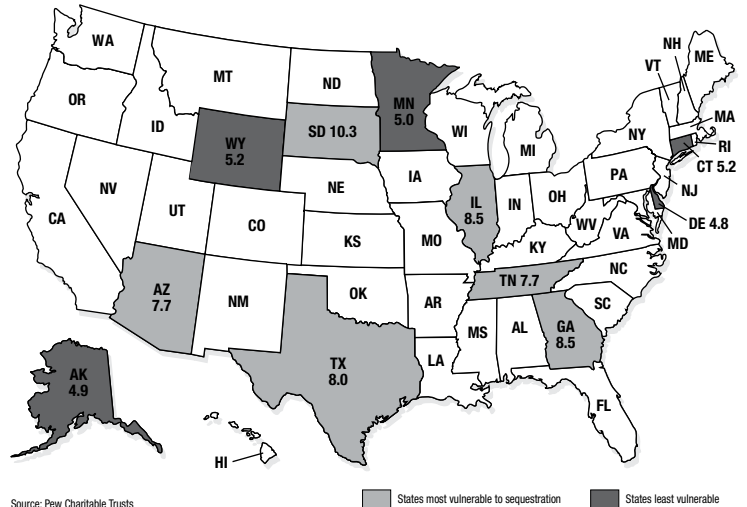 WA
MT
ND
MN
5.0
OR
ID
WY
5.2
SD 10.3
WI
MI
NY
VT
NH
ME
MA
RI
CT 5.2
NJ
DE 4.8
MD
PA
NV
UT
CO
NE
IA
IL
8.5
IN
OH
WV
VA
CA
KS
MO
KY
NC
AZ
7.7
NM
OK
AR
TN 7.7
SC
TX
8.0
LA
MS
AL
GA
8.5
FL
AK
4.9
HI
Source: Pew Charitable Trusts
States most vulnerable to sequestration
States least vulnerable